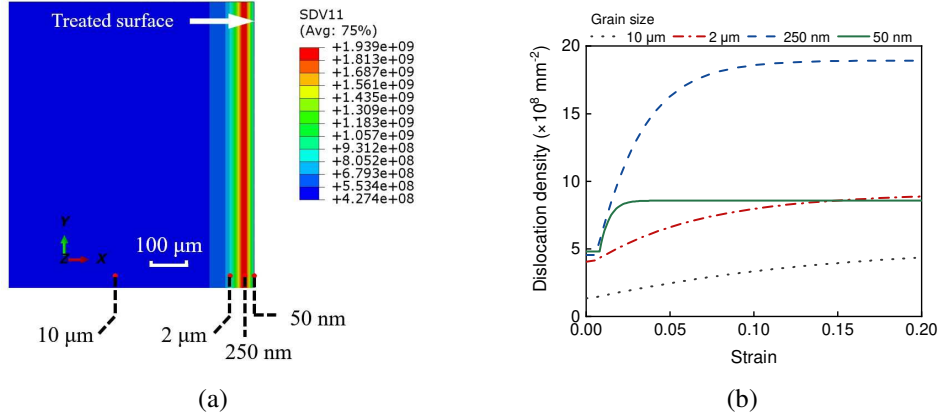 Treated surface
SDV11
(Avg: 75%)
+1.939e+09
+1.813e+09
+1.687e+09
+1.561e+09
+1.435e+09
+1.309e+09
+1.183e+09
+1.057e+09
+9.312e+08
+8.052e+08
+6.793e+08
+5.534e+08
+4.274e+08
Y
Z X
100 μm
10 μm
2 μm
250 nm
50 nm
(a)
Grain size
10 μm 2 μm 250 nm 50 nm
Dislocation density (×10⁸ mm⁻²)
20
15
10
5
0
0.00 0.05 0.10 0.15 0.20
Strain
(b)